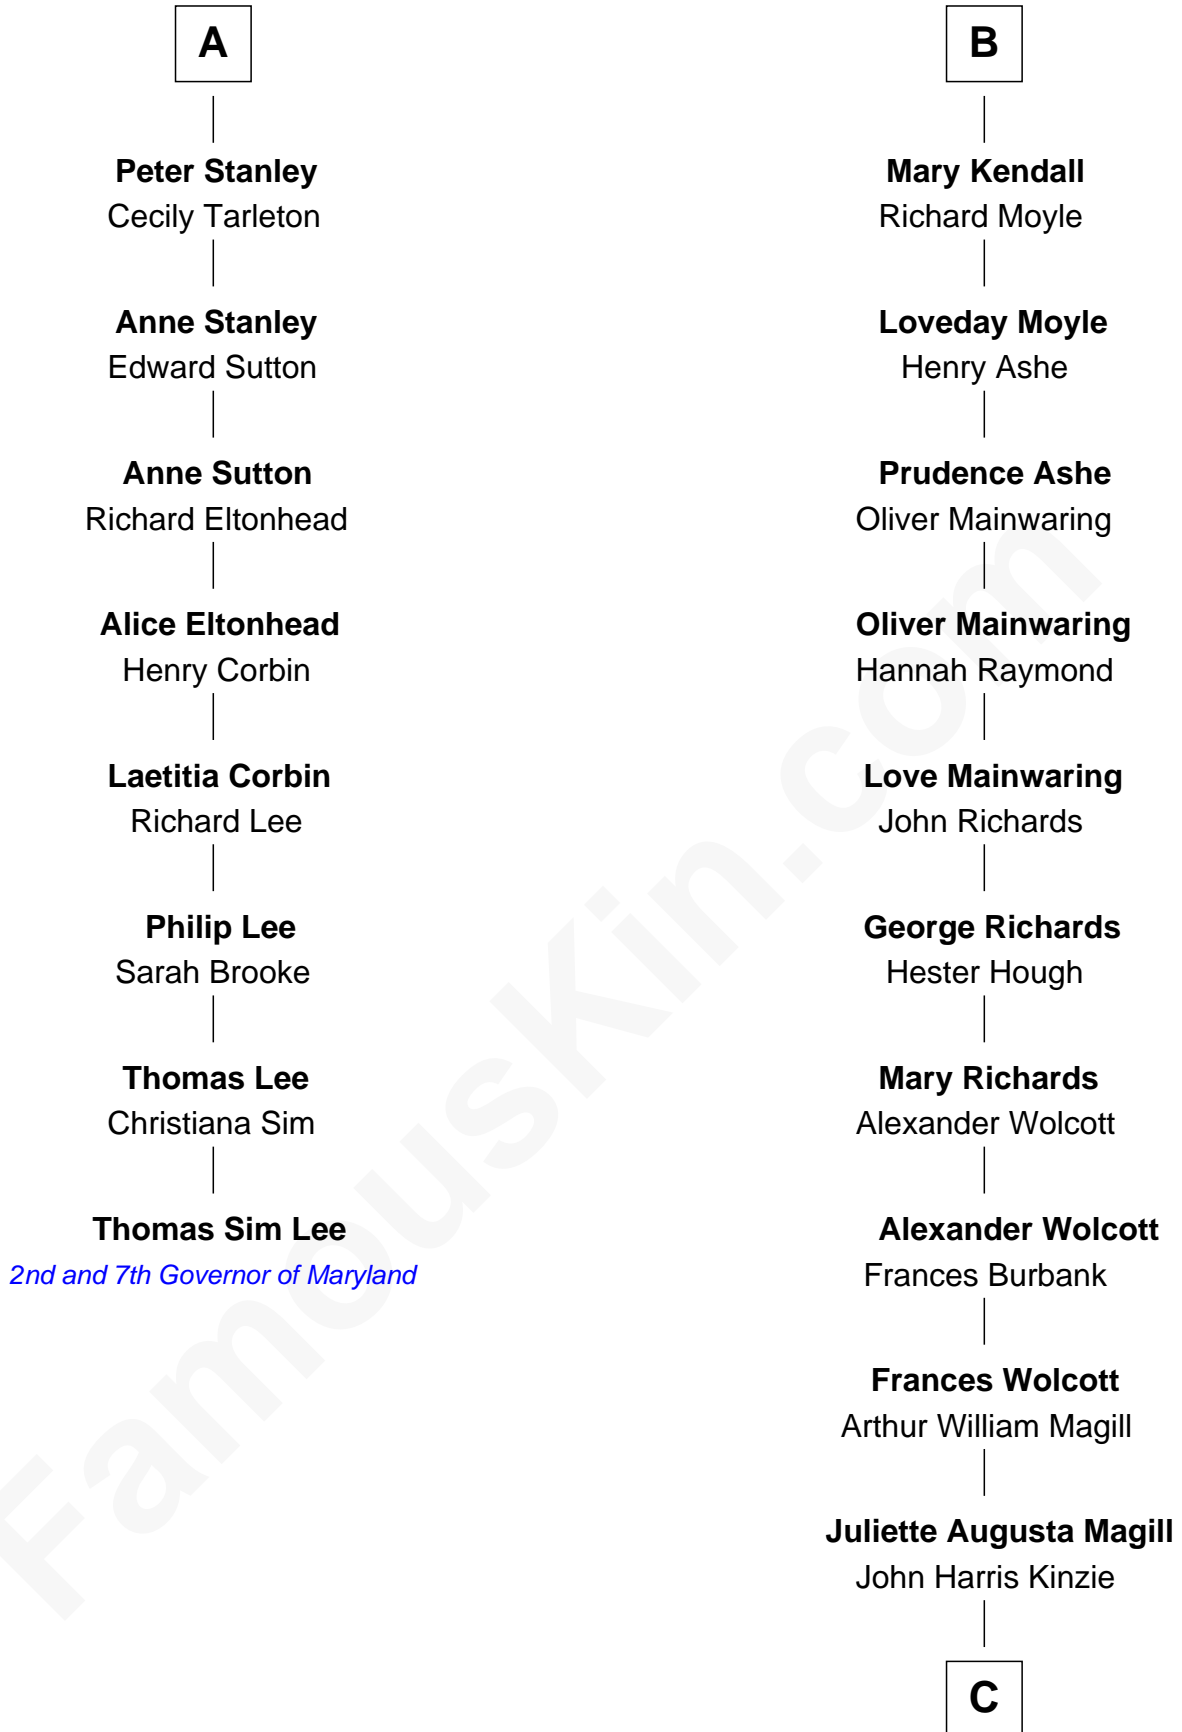 A
Peter Stanley
Cecily Tarleton
Anne Stanley
Edward Sutton
Anne Sutton
Richard Eltonhead
Alice Eltonhead
Henry Corbin
Laetitia Corbin
Richard Lee
Philip Lee
Sarah Brooke
Thomas Lee
Christiana Sim
Thomas Sim Lee
2nd and 7th Governor of Maryland
B
Mary Kendall
Richard Moyle
Loveday Moyle
Henry Ashe
Prudence Ashe
Oliver Mainwaring
Oliver Mainwaring
Hannah Raymond
Love Mainwaring
John Richards
George Richards
Hester Hough
Mary Richards
Alexander Wolcott
Alexander Wolcott
Frances Burbank
Frances Wolcott
Arthur William Magill
Juliette Augusta Magill
John Harris Kinzie
C
FamousKin.com